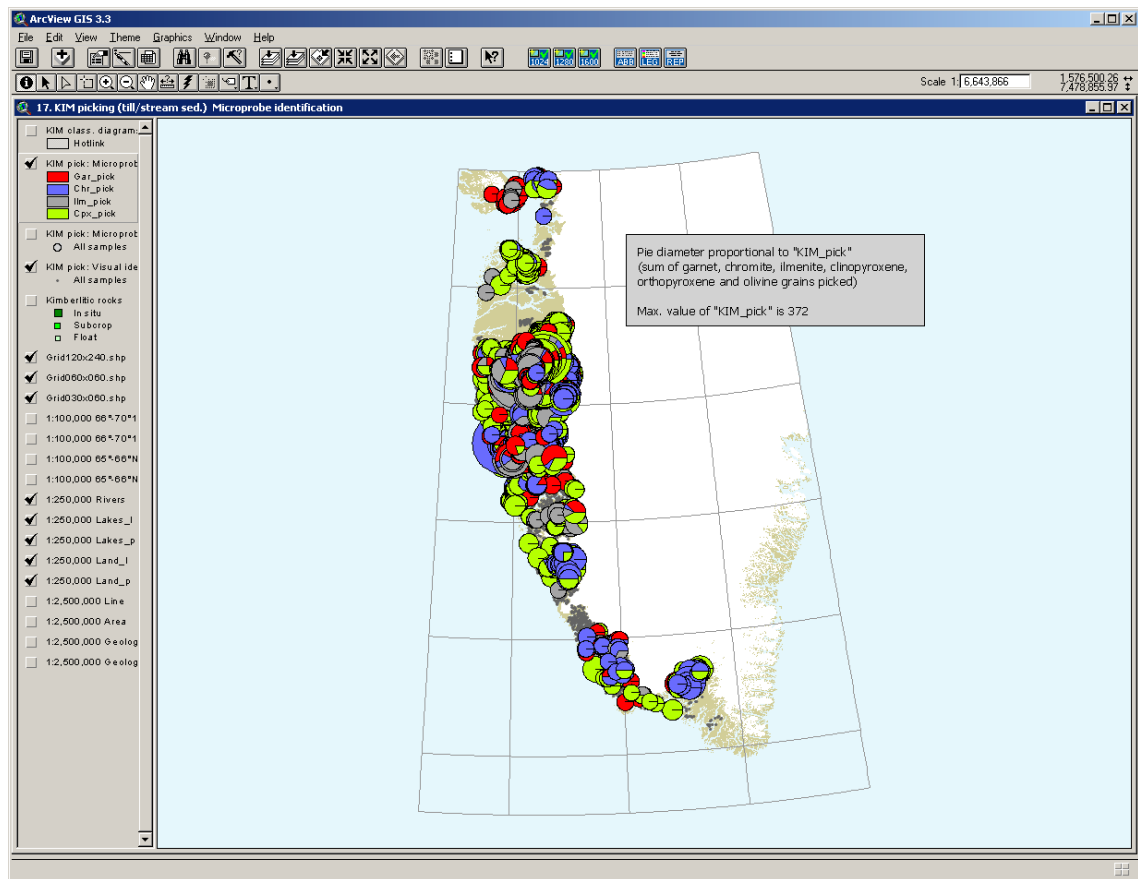 ArcView GIS 3.3
File Edit View Theme Graphics Window Help
1024 1280 1600 ABB LEG REP
Scale 1: 6,643,866
1,576,500.26
7,478,855.97
17. KIM picking (till/stream sed.) Microprobe identification
KIM class. diagram:
Hotlink
KIM pick: Microprob
Gar_pick
Chr_pick
Ilm_pick
Cpx_pick
KIM pick: Microprob
All samples
KIM pick: Visual ide
All samples
Kimberlitic rocks
In situ
Subcrop
Float
Grid120x240.shp
Grid060x060.shp
Grid030x060.shp
1:100,000 66°-70°1
1:100,000 66°-70°1
1:100,000 65°-66°N
1:100,000 65°-66°N
1:250,000 Rivers
1:250,000 Lakes_l
1:250,000 Lakes_p
1:250,000 Land_l
1:250,000 Land_p
1:2,500,000 Line
1:2,500,000 Area
1:2,500,000 Geolog
1:2,500,000 Geolog
Pie diameter proportional to "KIM_pick"
(sum of garnet, chromite, ilmenite, clinopyroxene,
orthopyroxene and olivine grains picked)
Max. value of "KIM_pick" is 372